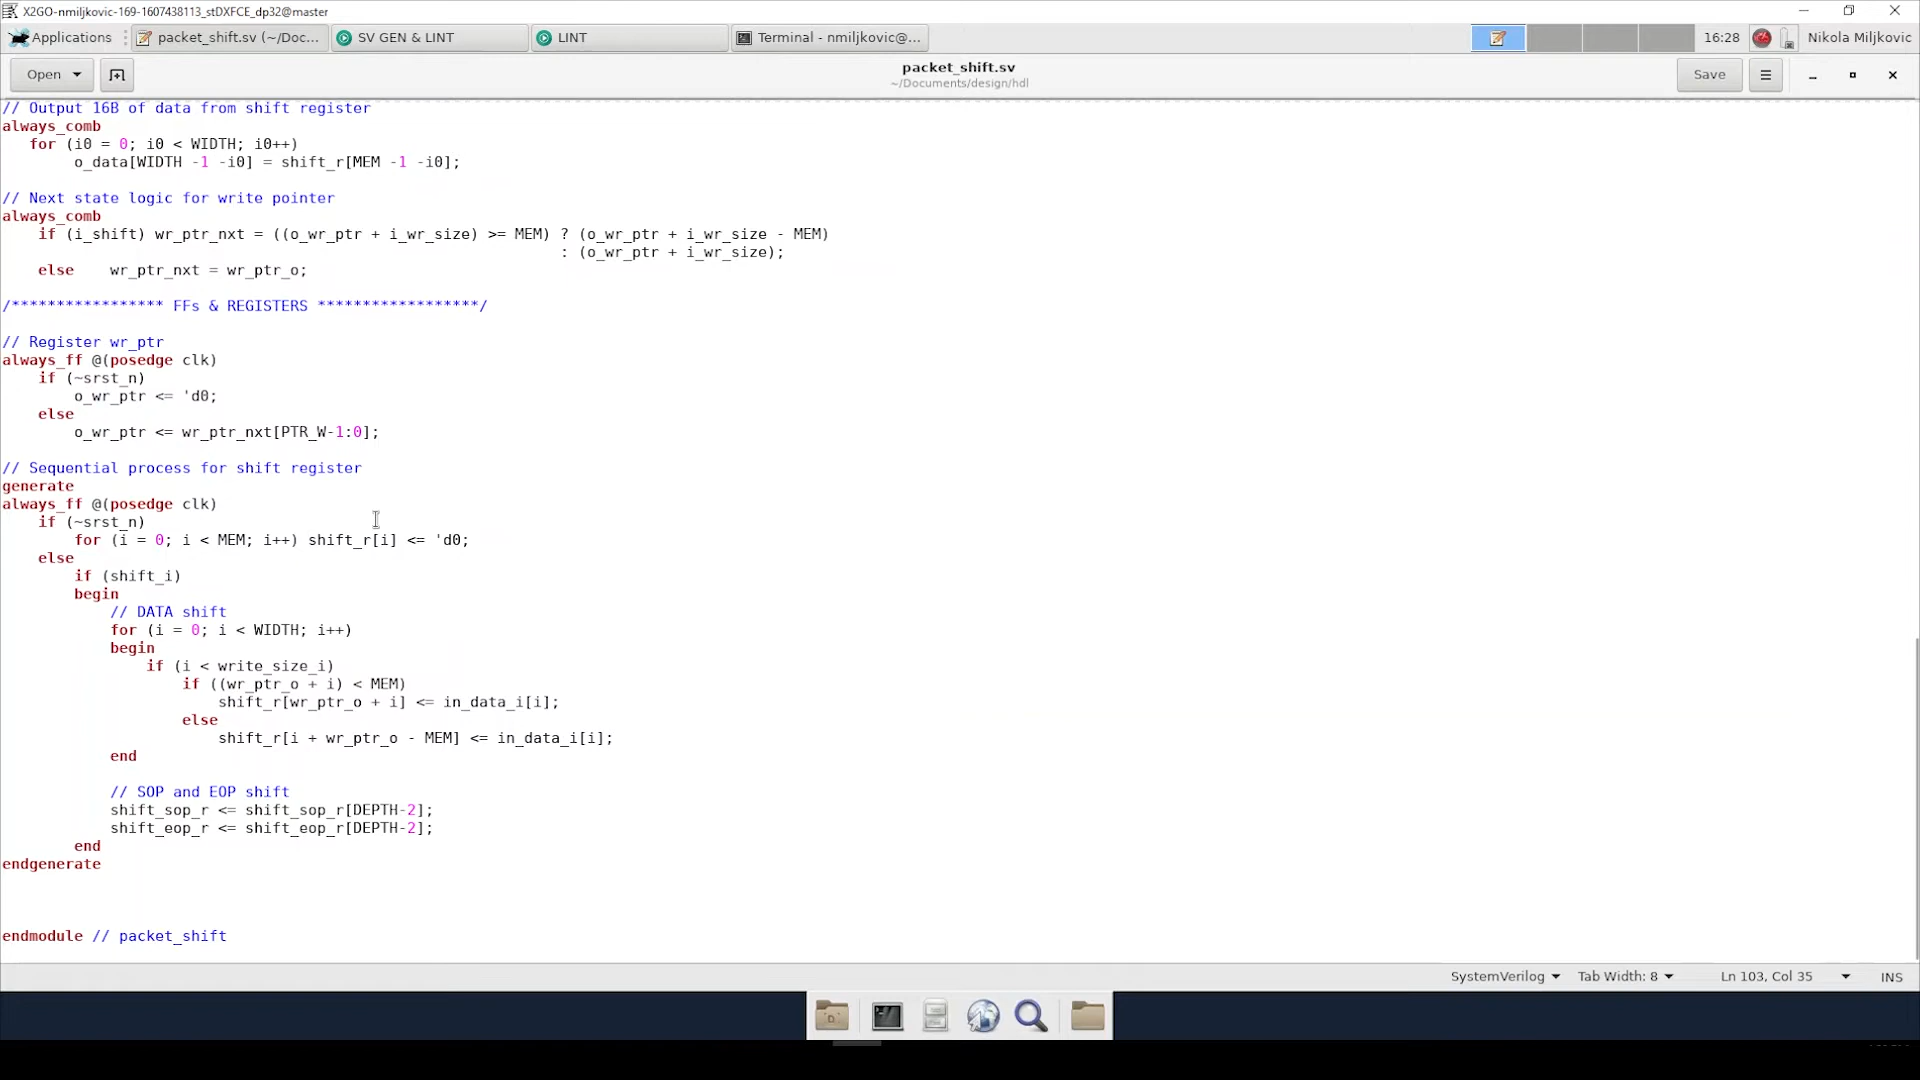 X2GO-nmiljkovic-169-1607438113_stDXFCE_dp32@master
Applications
packet_shift.sv (~/Doc...
SV GEN & LINT
LINT
Terminal - nmiljkovic@...
16:28
Nikola Miljkovic
Open
packet_shift.sv
~/Documents/design/hdl
Save
// Output 16B of data from shift register
always_comb
   for (i0 = 0; i0 < WIDTH; i0++)
        o_data[WIDTH -1 -i0] = shift_r[MEM -1 -i0];
// Next state logic for write pointer
always_comb
    if (i_shift) wr_ptr_nxt = ((o_wr_ptr + i_wr_size) >= MEM) ? (o_wr_ptr + i_wr_size - MEM)
                                                              : (o_wr_ptr + i_wr_size);
    else    wr_ptr_nxt = wr_ptr_o;
/***************** FFs & REGISTERS ******************/
// Register wr_ptr
always_ff @(posedge clk)
    if (~srst_n)
        o_wr_ptr <= 'd0;
    else
        o_wr_ptr <= wr_ptr_nxt[PTR_W-1:0];
// Sequential process for shift register
generate
always_ff @(posedge clk)
    if (~srst_n)
        for (i = 0; i < MEM; i++) shift_r[i] <= 'd0;
    else
        if (shift_i)
        begin
            // DATA shift
            for (i = 0; i < WIDTH; i++)
            begin
                if (i < write_size_i)
                    if ((wr_ptr_o + i) < MEM)
                        shift_r[wr_ptr_o + i] <= in_data_i[i];
                    else
                        shift_r[i + wr_ptr_o - MEM] <= in_data_i[i];
            end
            // SOP and EOP shift
            shift_sop_r <= shift_sop_r[DEPTH-2];
            shift_eop_r <= shift_eop_r[DEPTH-2];
        end
endgenerate
endmodule // packet_shift
SystemVerilog
Tab Width: 8
Ln 103, Col 35
INS